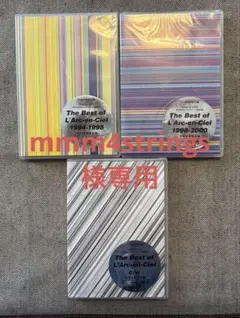 The Best of
L'Arc-en-Ciel
1994-1998
The Best of
L'Arc-en-Ciel
1998-2000
mmm4strings
様専用
The Best of
L'Arc-en-Ciel
c/w